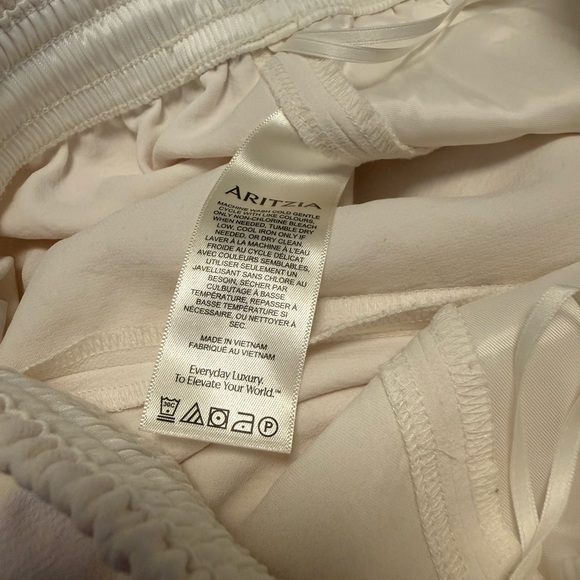 ARITZIA
MACHINE WASH COLD GENTLE
CYCLE WITH LIKE COLOURS,
ONLY NON-CHLORINE BLEACH
WHEN NEEDED, TUMBLE DRY
LOW, COOL IRON ONLY IF
NEEDED, OR DRY CLEAN.
LAVER À LA MACHINE À L'EAU
FROIDE AU CYCLE DÉLICAT
AVEC COULEURS SEMBLABLES,
UTILISER SEULEMENT UN
JAVELLISANT SANS CHLORE AU
BESOIN, SÉCHER PAR
CULBUTAGE À BASSE
TEMPÉRATURE, REPASSER À
BASSE TEMPÉRATURE SI
NÉCESSAIRE, OU NETTOYER À
SEC.
MADE IN VIETNAM
FABRIQUÉ AU VIETNAM
Everyday Luxury.
To Elevate Your World.™
30C P